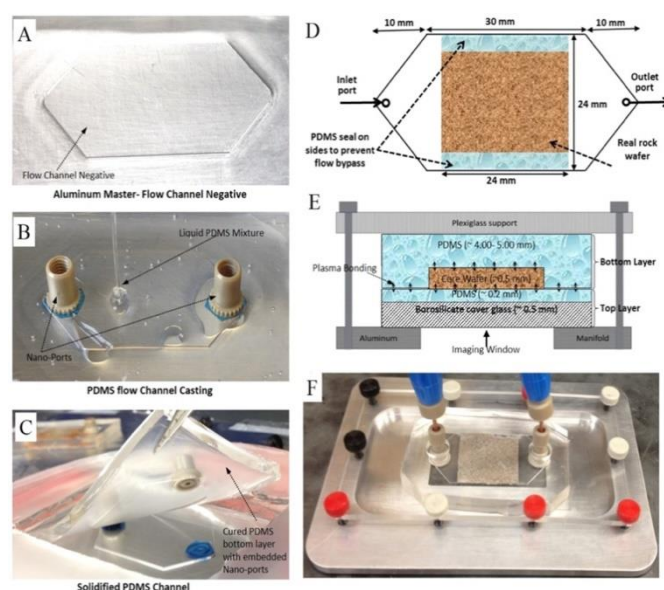 A
Flow Channel Negative
Aluminum Master- Flow Channel Negative
B
Liquid PDMS Mixture
Nano-Ports
PDMS flow Channel Casting
C
Cured PDMS
bottom layer
with embedded
Nano-ports
Solidified PDMS Channel
D
10 mm
30 mm
10 mm
Inlet
port
Outlet
port
24 mm
PDMS seal on
sides to prevent
flow bypass
Real rock
wafer
24 mm
E
Plexiglass support
PDMS (~ 4.00- 5.00 mm)
Bottom Layer
Plasma Bonding
Core Wafer (~0.5 mm)
PDMS (~ 0.2 mm)
Borosilicate cover glass (~ 0.5 mm)
Top Layer
Aluminum
Manifold
Imaging Window
F